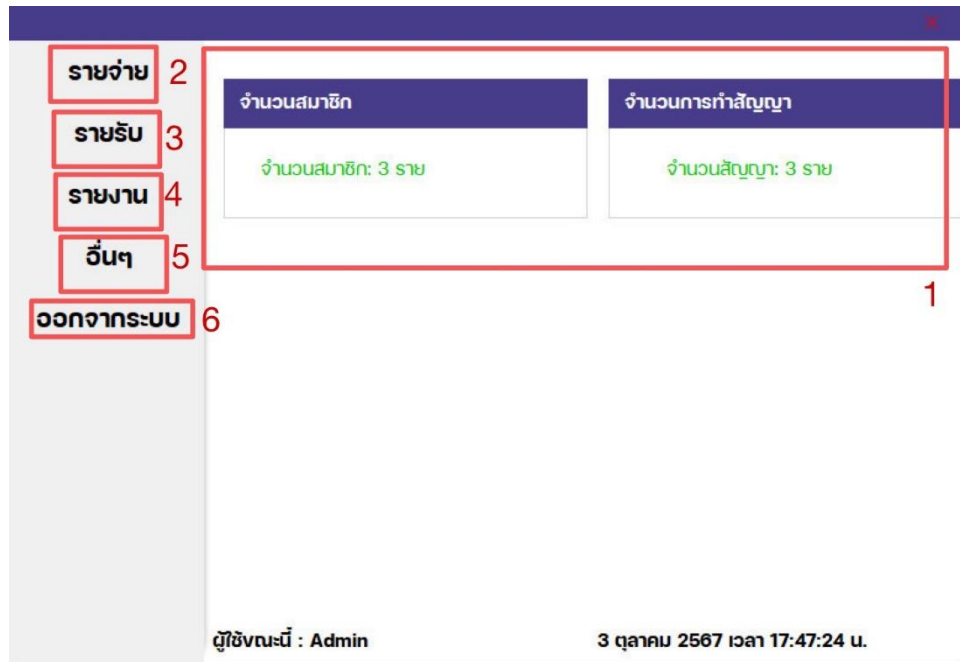 รายจ่าย 2
รายรับ 3
รายงาน 4
อื่นๆ 5
ออกจากระบบ 6
จำนวนสมาชิก
จำนวนสมาชิก: 3 ราย
จำนวนการทำสัญญา
จำนวนสัญญา: 3 ราย
1
ผู้ใช้ขณะนี้ : Admin
3 ตุลาคม 2567 เวลา 17:47:24 น.